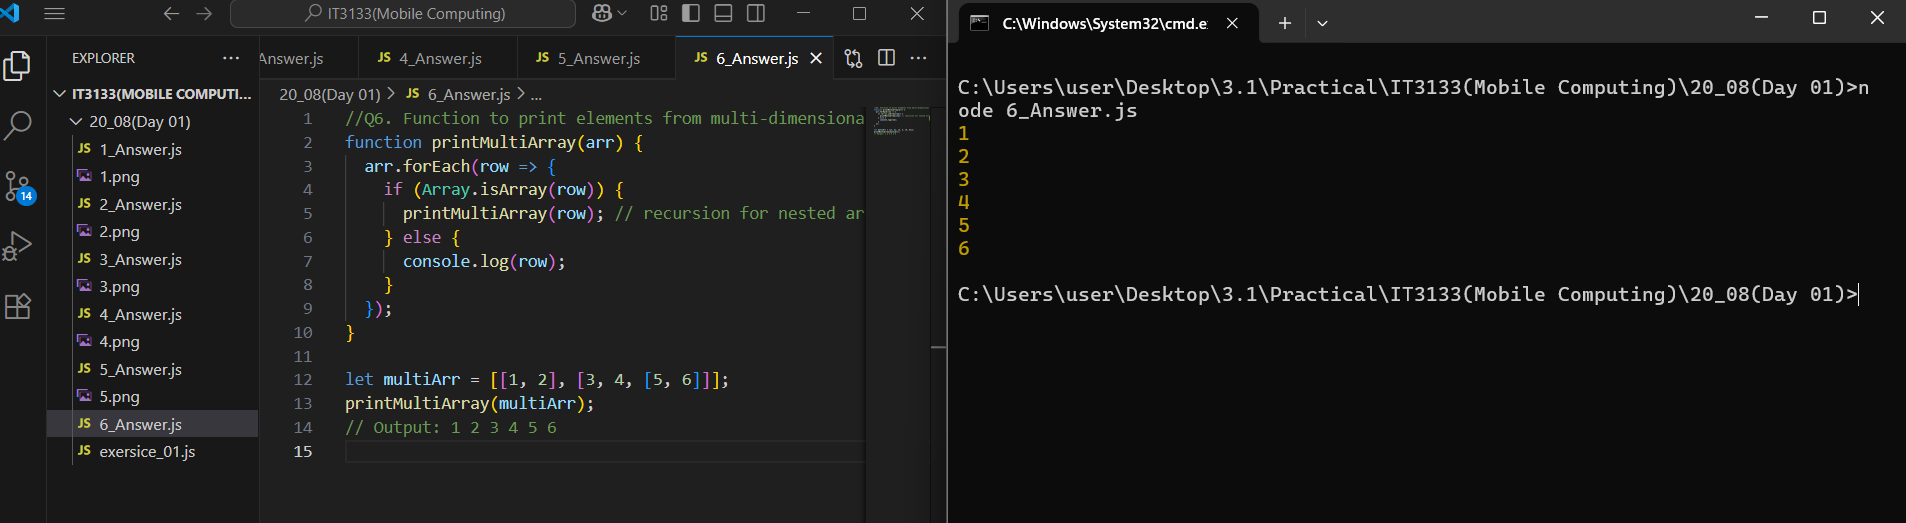 IT3133(Mobile Computing)
EXPLORER
IT3133(MOBILE COMPUTI...
20_08(Day 01)
JS 1_Answer.js
1.png
JS 2_Answer.js
2.png
JS 3_Answer.js
3.png
JS 4_Answer.js
4.png
JS 5_Answer.js
5.png
JS 6_Answer.js
JS exersice_01.js
14
Answer.js
JS 4_Answer.js
JS 5_Answer.js
JS 6_Answer.js
20_08(Day 01) > JS 6_Answer.js > ...
1 //Q6. Function to print elements from multi-dimensiona
2 function printMultiArray(arr) {
3 arr.forEach(row => {
4 if (Array.isArray(row)) {
5 printMultiArray(row); // recursion for nested ar
6 } else {
7 console.log(row);
8 }
9 });
10 }
11
12 let multiArr = [[1, 2], [3, 4, [5, 6]]];
13 printMultiArray(multiArr);
14 // Output: 1 2 3 4 5 6
15
C:\Windows\System32\cmd.e
C:\Users\user\Desktop\3.1\Practical\IT3133(Mobile Computing)\20_08(Day 01)>n
ode 6_Answer.js
1
2
3
4
5
6
C:\Users\user\Desktop\3.1\Practical\IT3133(Mobile Computing)\20_08(Day 01)>